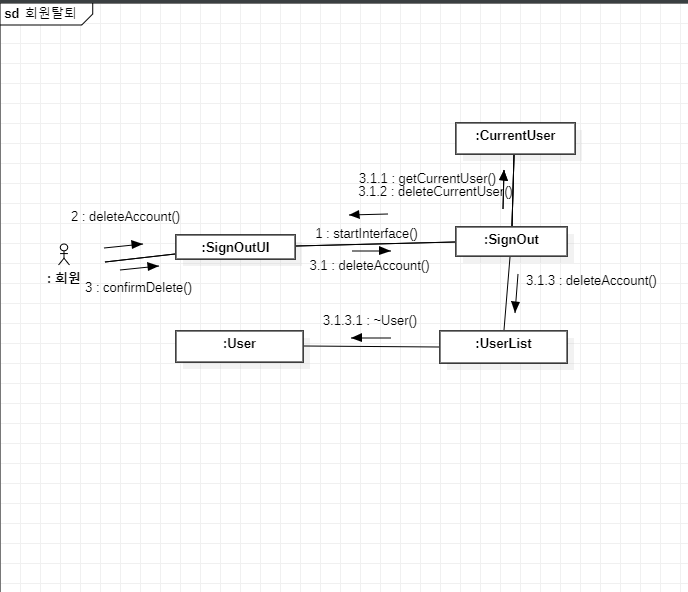 sd 회원탈퇴
:CurrentUser
3.1.1 : getCurrentUser()
3.1.2 : deleteCurrentUser()
2 : deleteAccount()
1 : startInterface()
:SignOutUI
:SignOut
: 회원
3 : confirmDelete()
3.1 : deleteAccount()
3.1.3 : deleteAccount()
3.1.3.1 : ~User()
:User
:UserList